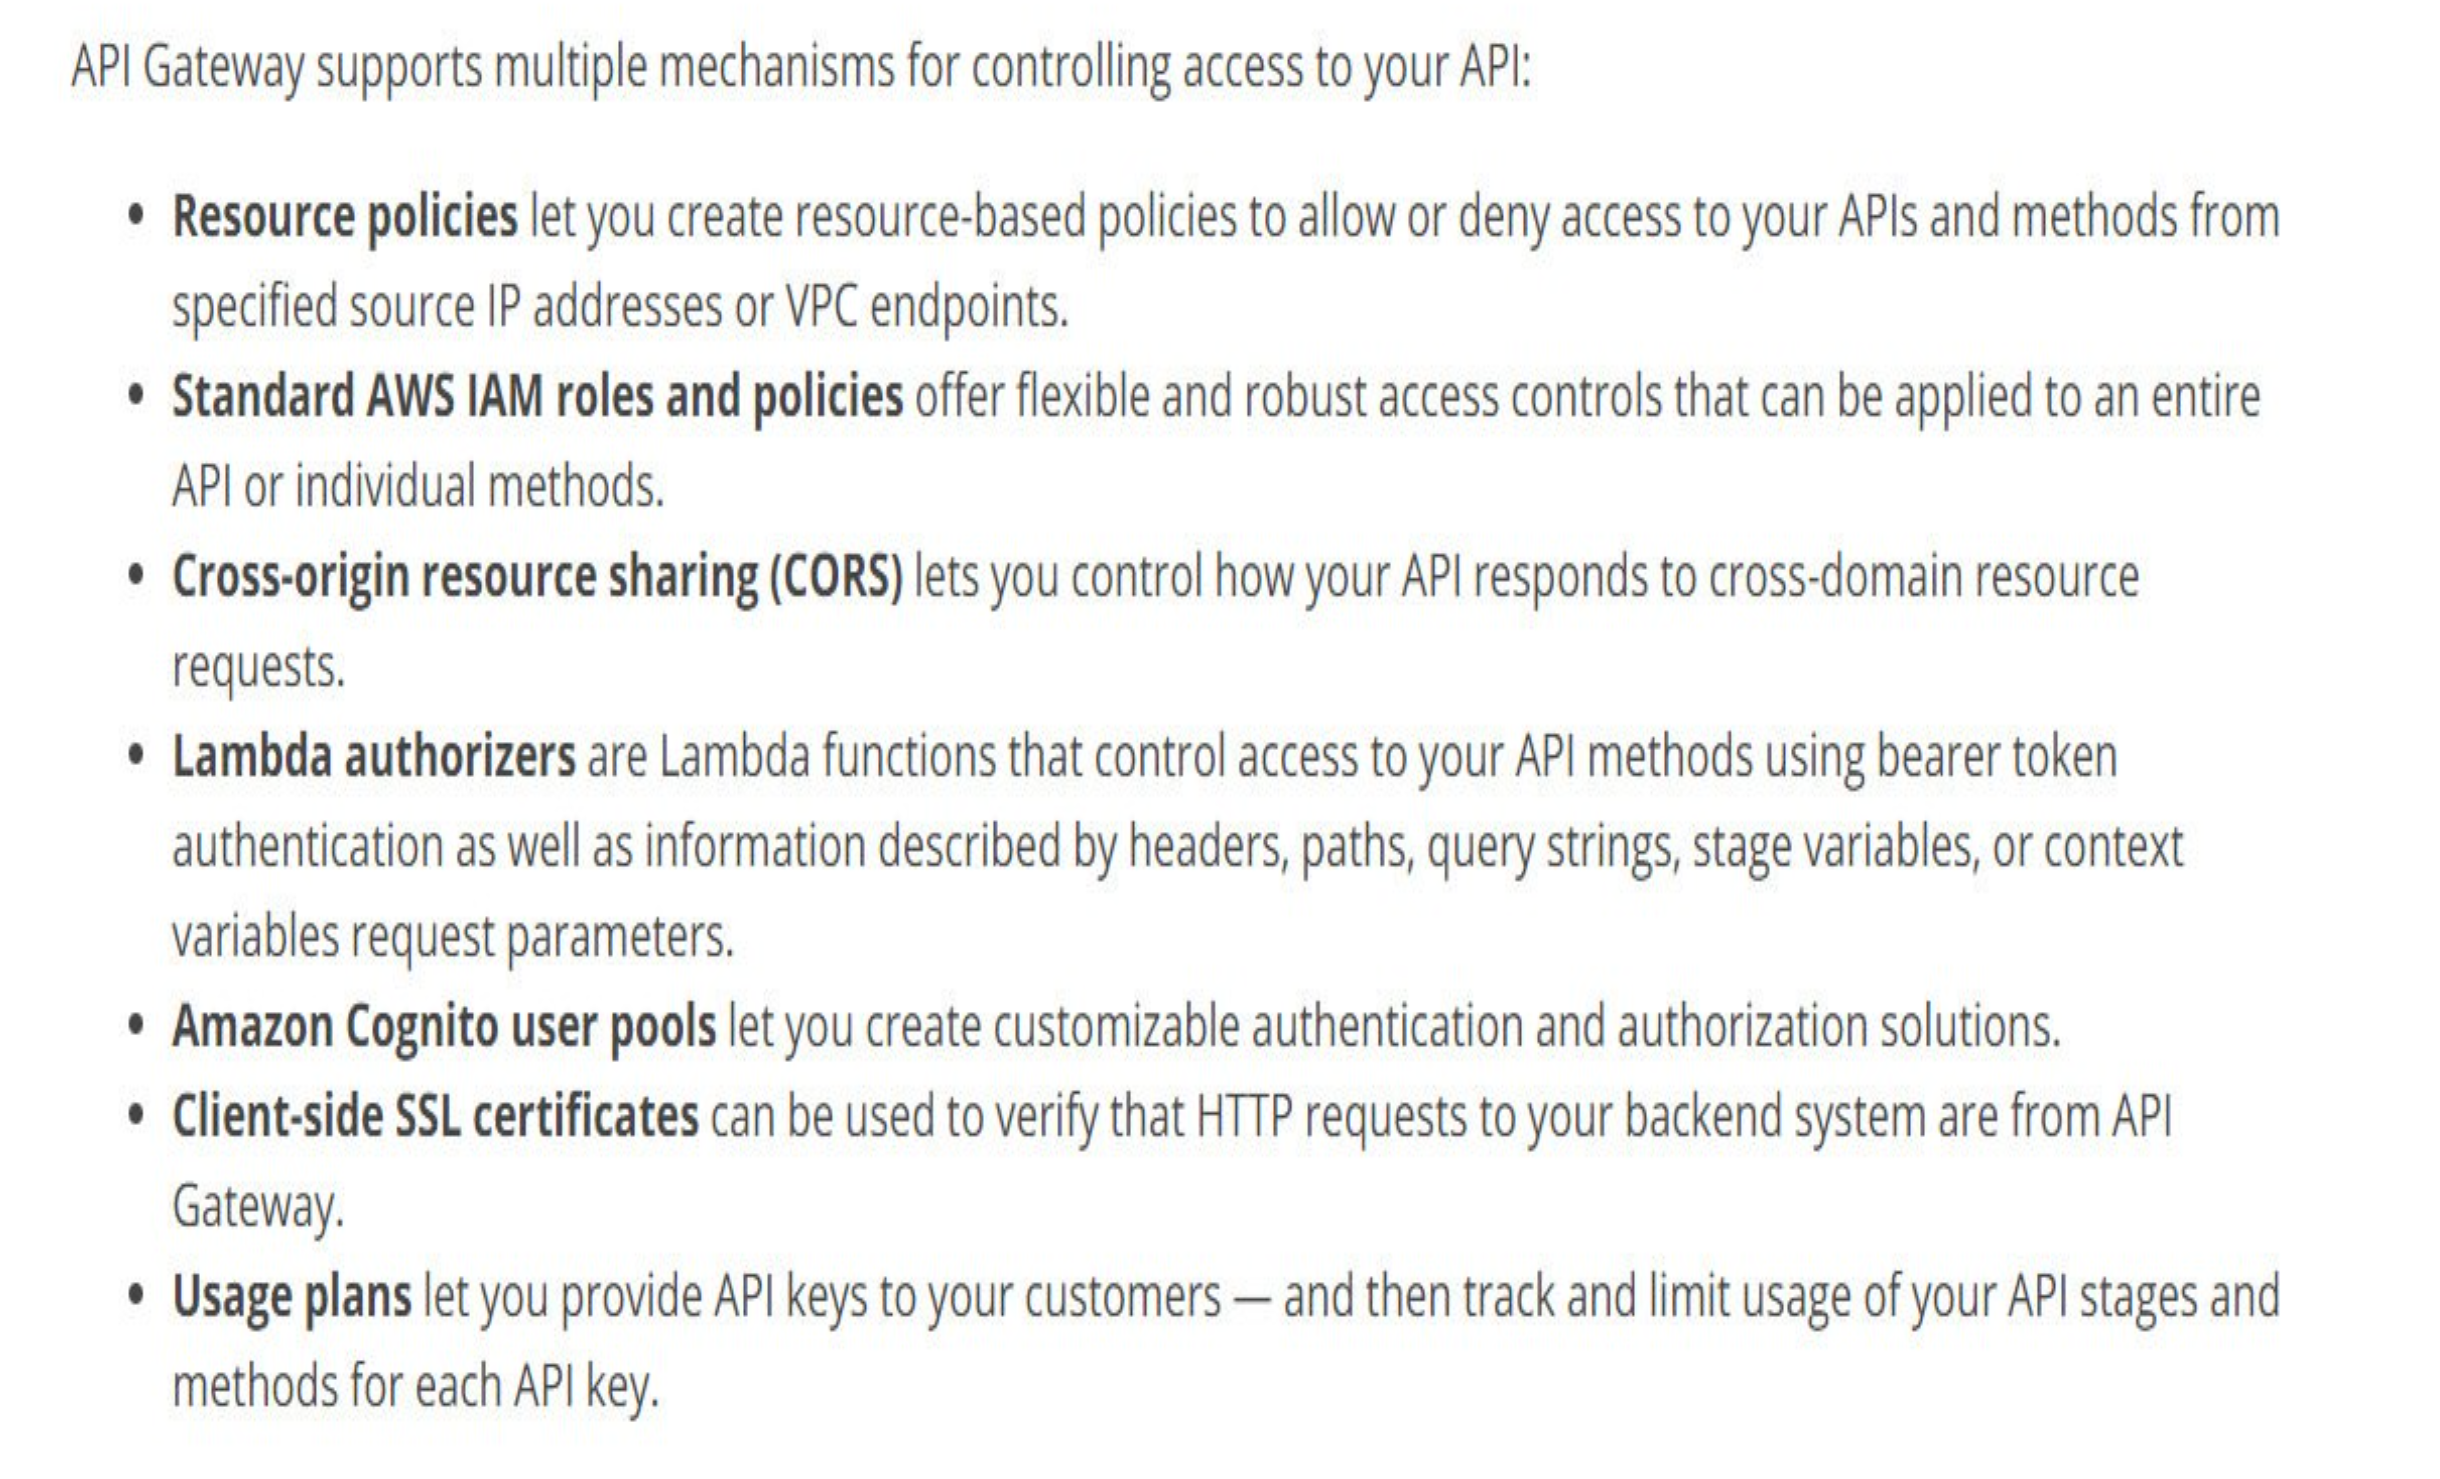 API Gateway supports multiple mechanisms for controlling access to your API:
• Resource policies let you create resource-based policies to allow or deny access to your APIs and methods from
specified source IP addresses or VPC endpoints.
• Standard AWS IAM roles and policies offer flexible and robust access controls that can be applied to an entire
API or individual methods.
• Cross-origin resource sharing (CORS) lets you control how your API responds to cross-domain resource
requests.
• Lambda authorizers are Lambda functions that control access to your API methods using bearer token
authentication as well as information described by headers, paths, query strings, stage variables, or context
variables request parameters.
• Amazon Cognito user pools let you create customizable authentication and authorization solutions.
• Client-side SSL certificates can be used to verify that HTTP requests to your backend system are from API
Gateway.
• Usage plans let you provide API keys to your customers — and then track and limit usage of your API stages and
methods for each API key.